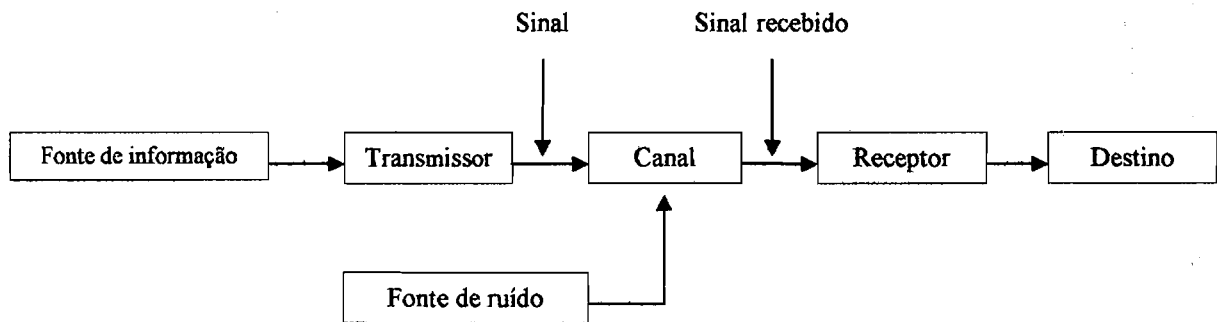 Sinal
Sinal recebido
Fonte de informação
Transmissor
Canal
Receptor
Destino
Fonte de ruído